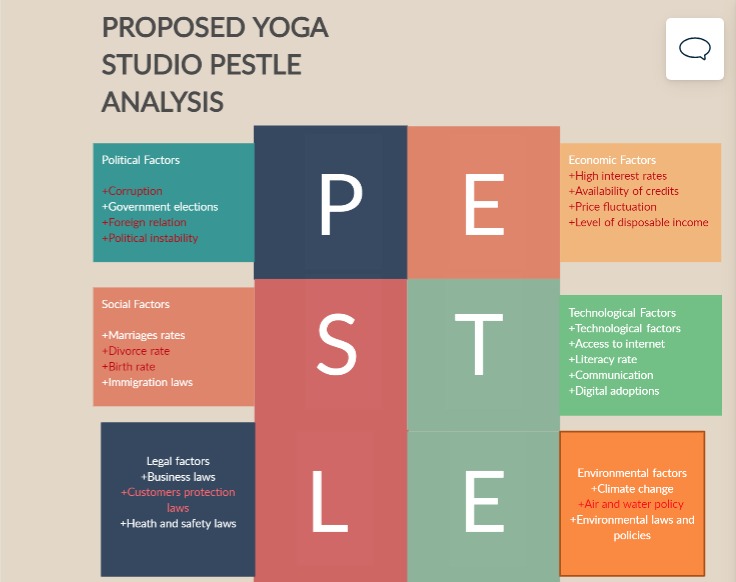 PROPOSED YOGA
STUDIO PESTLE
ANALYSIS
Political Factors
+Corruption
+Government elections
+Foreign relation
+Political instability
P
E
Economic Factors
+High interest rates
+Availability of credits
+Price fluctuation
+Level of disposable income
Social Factors
+Marriages rates
+Divorce rate
+Birth rate
+Immigration laws
S
T
Technological Factors
+Technological factors
+Access to internet
+Literacy rate
+Communication
+Digital adoptions
Legal factors
+Business laws
+Customers protection
laws
+Heath and safety laws
L
E
Environmental factors
+Climate change
+Air and water policy
+Environmental laws and
policies